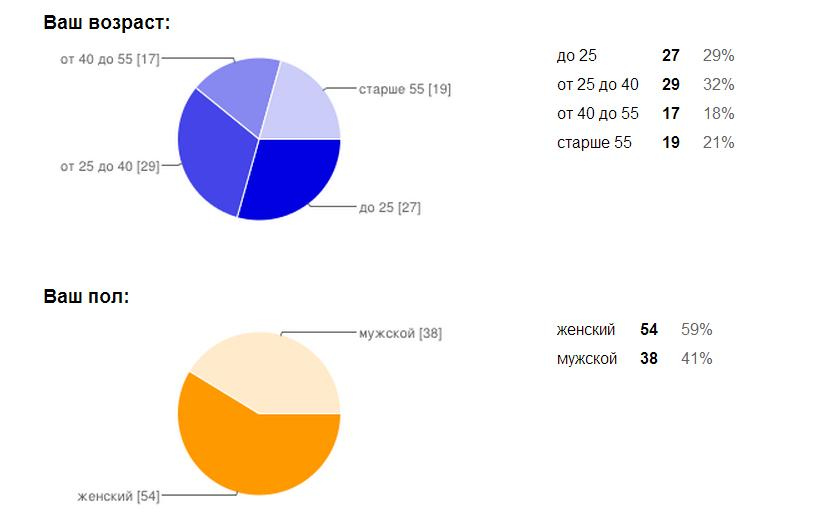 Ваш возраст:
от 40 до 55 [17]
старше 55 [19]
от 25 до 40 [29]
до 25 [27]
до 25 27 29%
от 25 до 40 29 32%
от 40 до 55 17 18%
старше 55 19 21%
Ваш пол:
мужской [38]
женский [54]
женский 54 59%
мужской 38 41%